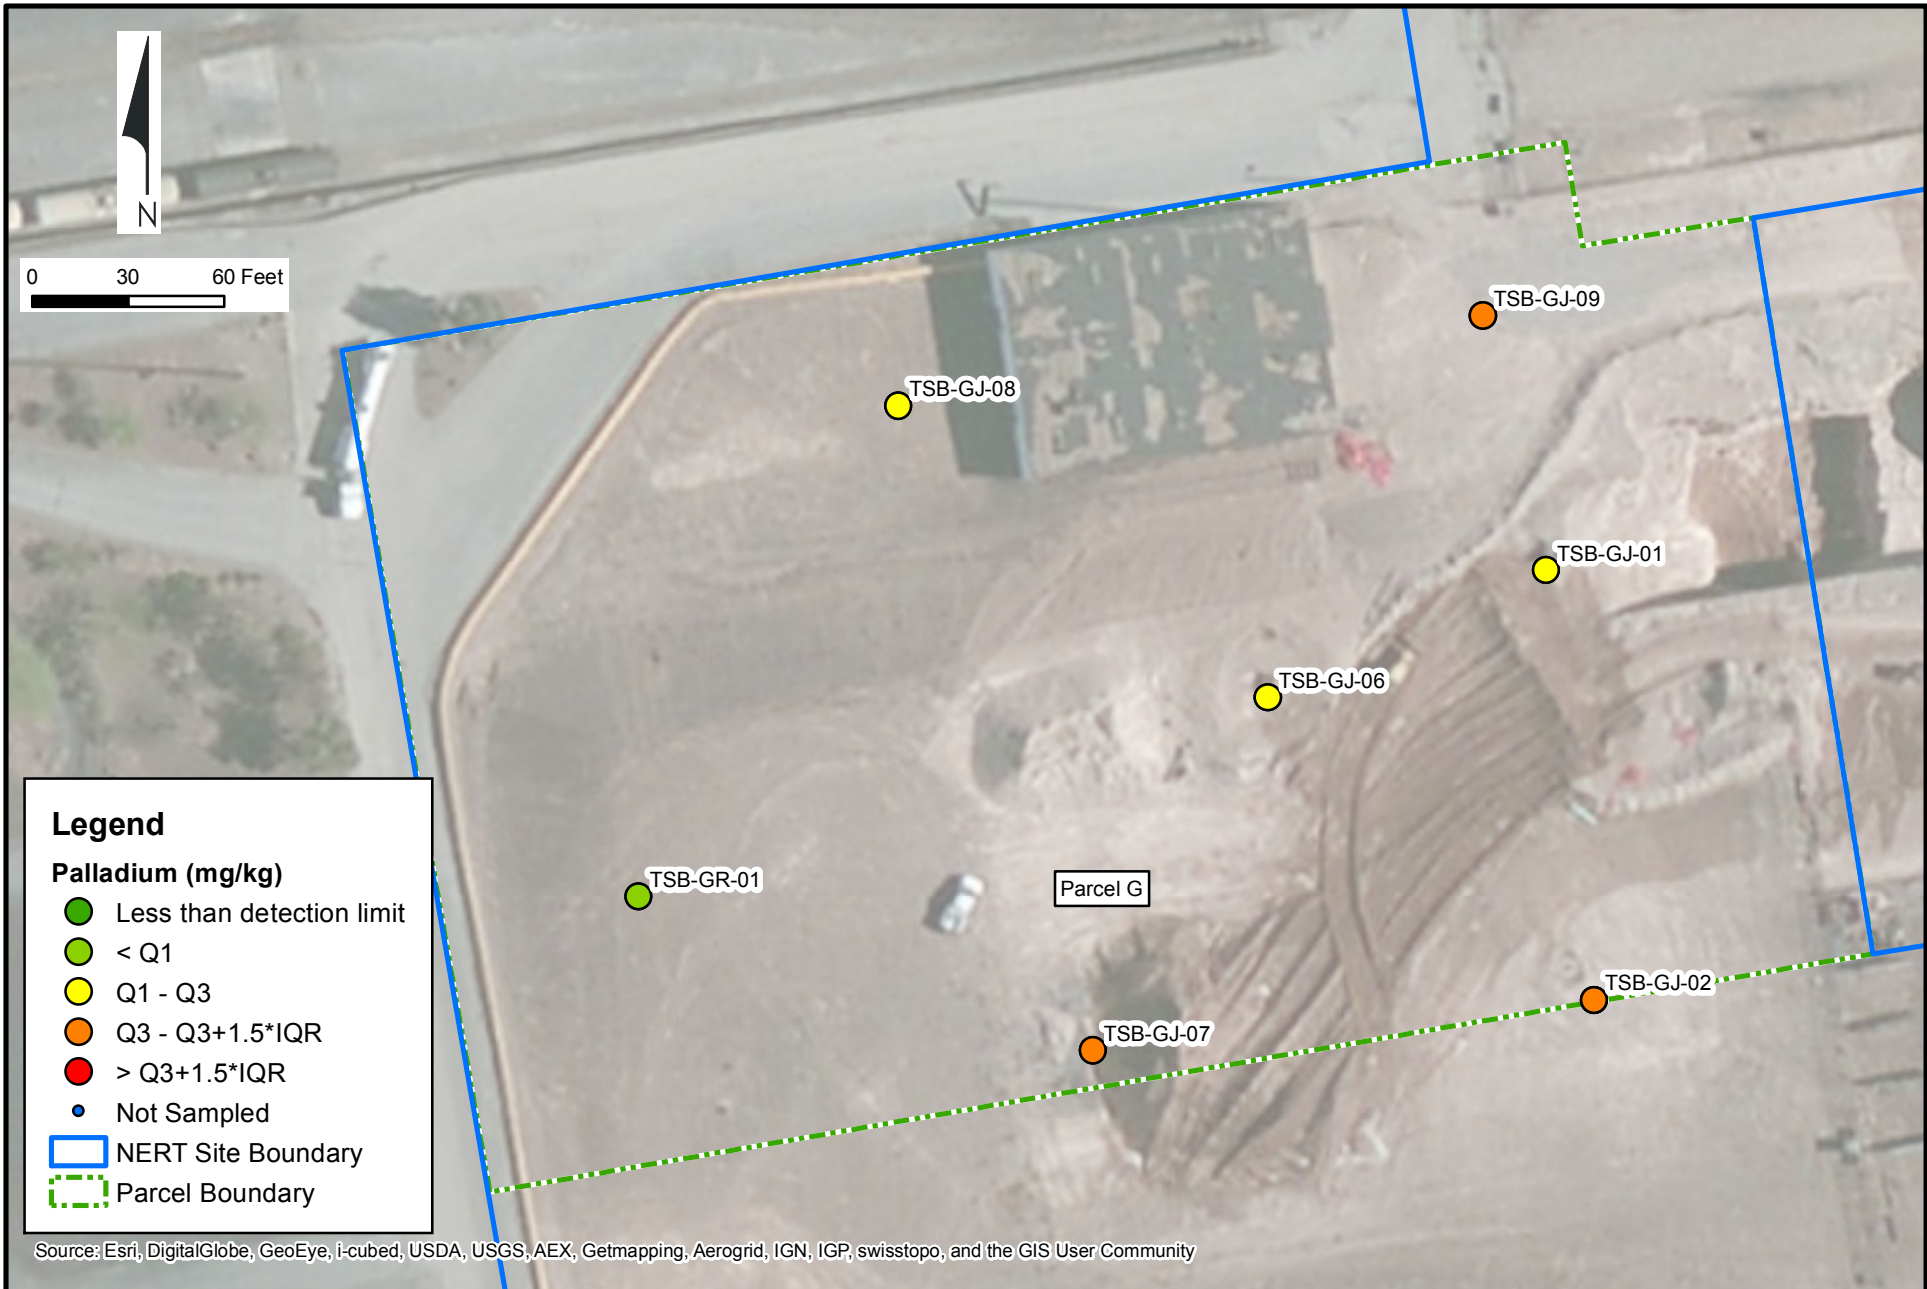 N
0 30 60 Feet
TSB-GJ-09
TSB-GJ-08
TSB-GJ-01
TSB-GJ-06
TSB-GR-01
Parcel G
TSB-GJ-02
TSB-GJ-07
Legend
Palladium (mg/kg)
Less than detection limit
< Q1
Q1 - Q3
Q3 - Q3+1.5*IQR
> Q3+1.5*IQR
Not Sampled
NERT Site Boundary
Parcel Boundary
Source: Esri, DigitalGlobe, GeoEye, i-cubed, USDA, USGS, AEX, Getmapping, Aerogrid, IGN, IGP, swisstopo, and the GIS User Community